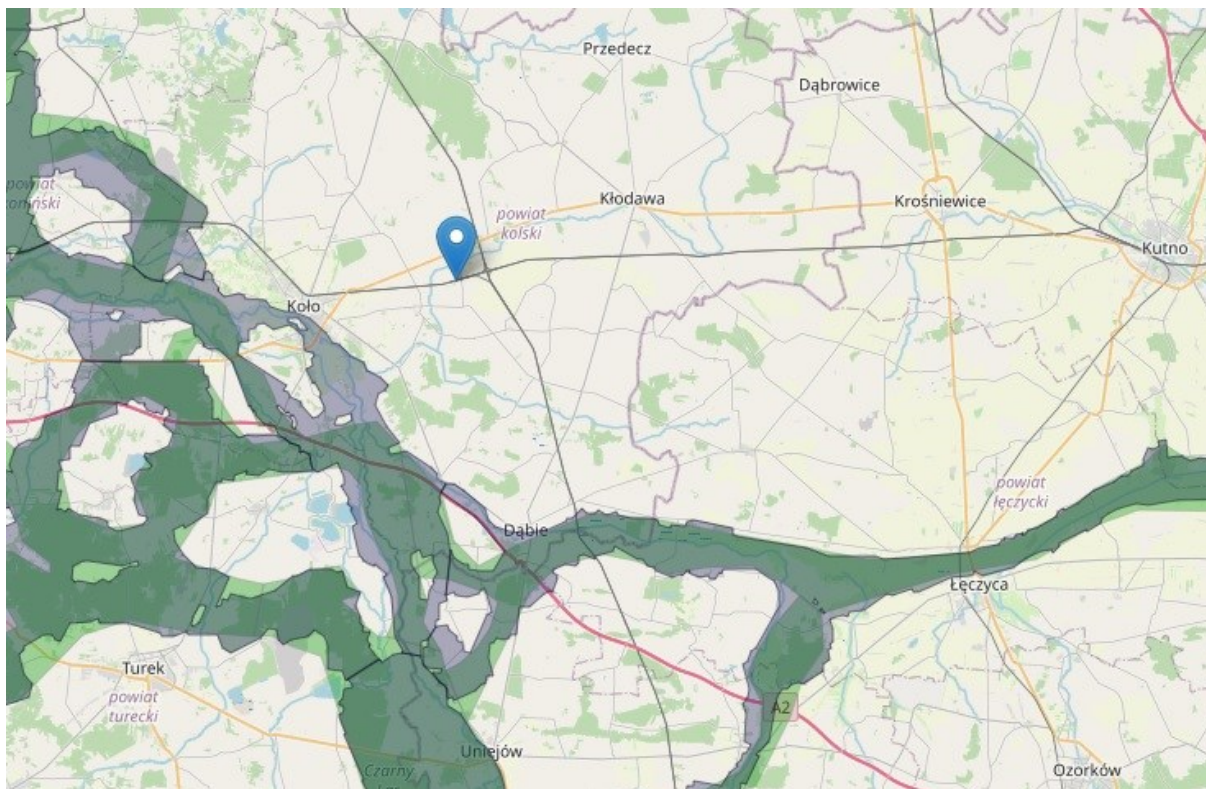 Przedecz
Dąbrowice
powiat
koniński
Kłodawa
Krośniewice
powiat
kolski
Kutno
Koło
powiat
łęczycki
Dąbie
Łęczyca
Turek
powiat
turecki
A2
Uniejów
Czarny
Ozorków